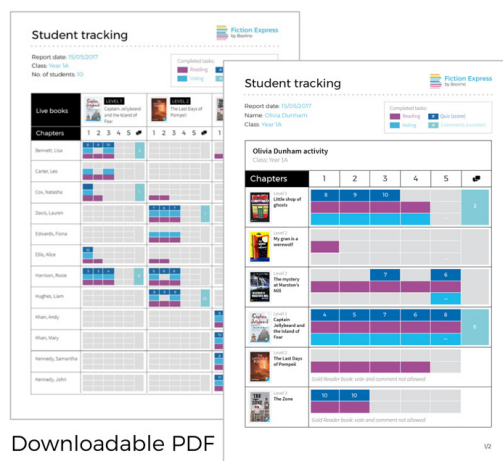 Student tracking
Fiction Express
by Boolino
Report date: 15/05/2017
Class: Year 1A
No. of students: 10
Completed tasks:
Reading
Voting
Live books
LEVEL 1
Captain Jellybeard and the Island of Fear
LEVEL 2
The Last Days of Pompeii
Chapters 1 2 3 4 5 1 2 3 4 5
Bennett, Lisa
Carter, Leo
Cox, Natasha
Davis, Lauren
Edwards, Fiona
Ellis, Alice
Harrison, Rosie
Hughes, Liam
Khan, Andy
Khan, Mary
Kennedy, Samantha
Kennedy, John
Downloadable PDF
Student tracking
Fiction Express
by Boolino
Report date: 15/05/2017
Name: Olivia Dunham
Class: Year 1A
Completed tasks:
Reading
Quiz (score)
Voting
Olivia Dunham activity
Class: Year 1A
Chapters 1 2 3 4 5
Level 1
Little shop of
ghosts
8 9 10
2
Level 2
My gran is a
werewolf
Level 2
The mystery
at Marston's
Mill
7 6
Level 1
Captain
Jellybeard and
the Island of
Fear
4 5 7 6 8
Level 2
The Last Days
of Pompeii
Gold Reader book: vote and comment not allowed
Level 2
The Zone
10 10
Gold Reader book: vote and comment not allowed
1/2